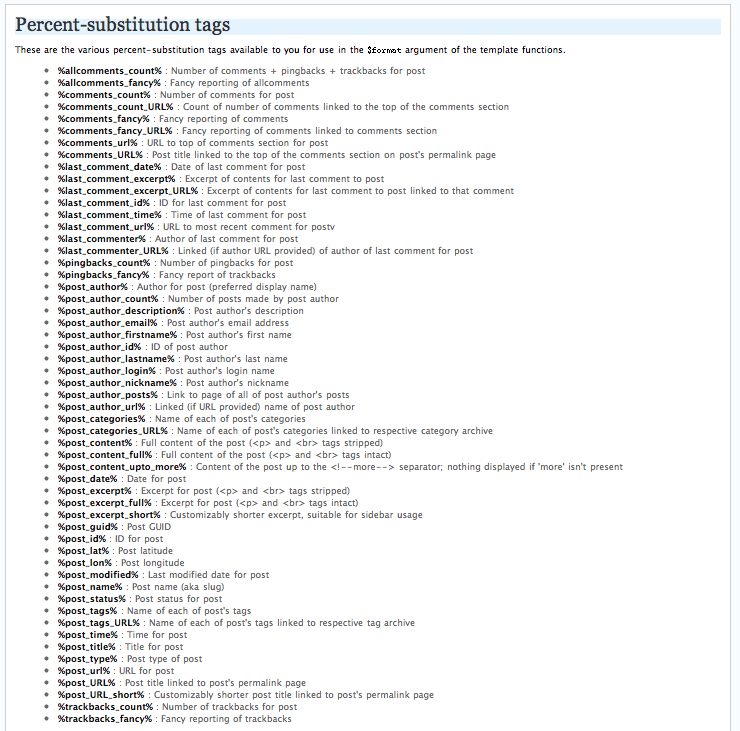 Percent-substitution tags
These are the various percent-substitution tags available to you for use in the $format argument of the template functions.
• %allcomments_count% : Number of comments + pingbacks + trackbacks for post
• %allcomments_fancy% : Fancy reporting of allcomments
• %comments_count% : Number of comments for post
• %comments_count_URL% : Count of number of comments linked to the top of the comments section
• %comments_fancy% : Fancy reporting of comments
• %comments_fancy_URL% : Fancy reporting of comments linked to comments section
• %comments_url% : URL to top of comments section for post
• %comments_URL% : Post title linked to the top of the comments section on post's permalink page
• %last_comment_date% : Date of last comment for post
• %last_comment_excerpt% : Excerpt of contents for last comment to post
• %last_comment_excerpt_URL% : Excerpt of contents for last comment to post linked to that comment
• %last_comment_id% : ID for last comment for post
• %last_comment_time% : Time of last comment for post
• %last_comment_url% : URL to most recent comment for postv
• %last_commenter% : Author of last comment for post
• %last_commenter_URL% : Linked (if author URL provided) of author of last comment for post
• %pingbacks_count% : Number of pingbacks for post
• %pingbacks_fancy% : Fancy report of trackbacks
• %post_author% : Author for post (preferred display name)
• %post_author_count% : Number of posts made by post author
• %post_author_description% : Post author's description
• %post_author_email% : Post author's email address
• %post_author_firstname% : Post author's first name
• %post_author_id% : ID of post author
• %post_author_lastname% : Post author's last name
• %post_author_login% : Post author's login name
• %post_author_nickname% : Post author's nickname
• %post_author_posts% : Link to page of all of post author's posts
• %post_author_url% : Linked (if URL provided) name of post author
• %post_categories% : Name of each of post's categories
• %post_categories_URL% : Name of each of post's categories linked to respective category archive
• %post_content% : Full content of the post (<p> and <br> tags stripped)
• %post_content_full% : Full content of the post (<p> and <br> tags intact)
• %post_content_upto_more% : Content of the post up to the <!--more--> separator; nothing displayed if 'more' isn't present
• %post_date% : Date for post
• %post_excerpt% : Excerpt for post (<p> and <br> tags stripped)
• %post_excerpt_full% : Excerpt for post (<p> and <br> tags intact)
• %post_excerpt_short% : Customizably shorter excerpt, suitable for sidebar usage
• %post_guid% : Post GUID
• %post_id% : ID for post
• %post_lat% : Post latitude
• %post_lon% : Post longitude
• %post_modified% : Last modified date for post
• %post_name% : Post name (aka slug)
• %post_status% : Post status for post
• %post_tags% : Name of each of post's tags
• %post_tags_URL% : Name of each of post's tags linked to respective tag archive
• %post_time% : Time for post
• %post_title% : Title for post
• %post_type% : Post type of post
• %post_url% : URL for post
• %post_URL% : Post title linked to post's permalink page
• %post_URL_short% : Customizably shorter post title linked to post's permalink page
• %trackbacks_count% : Number of trackbacks for post
• %trackbacks_fancy% : Fancy reporting of trackbacks